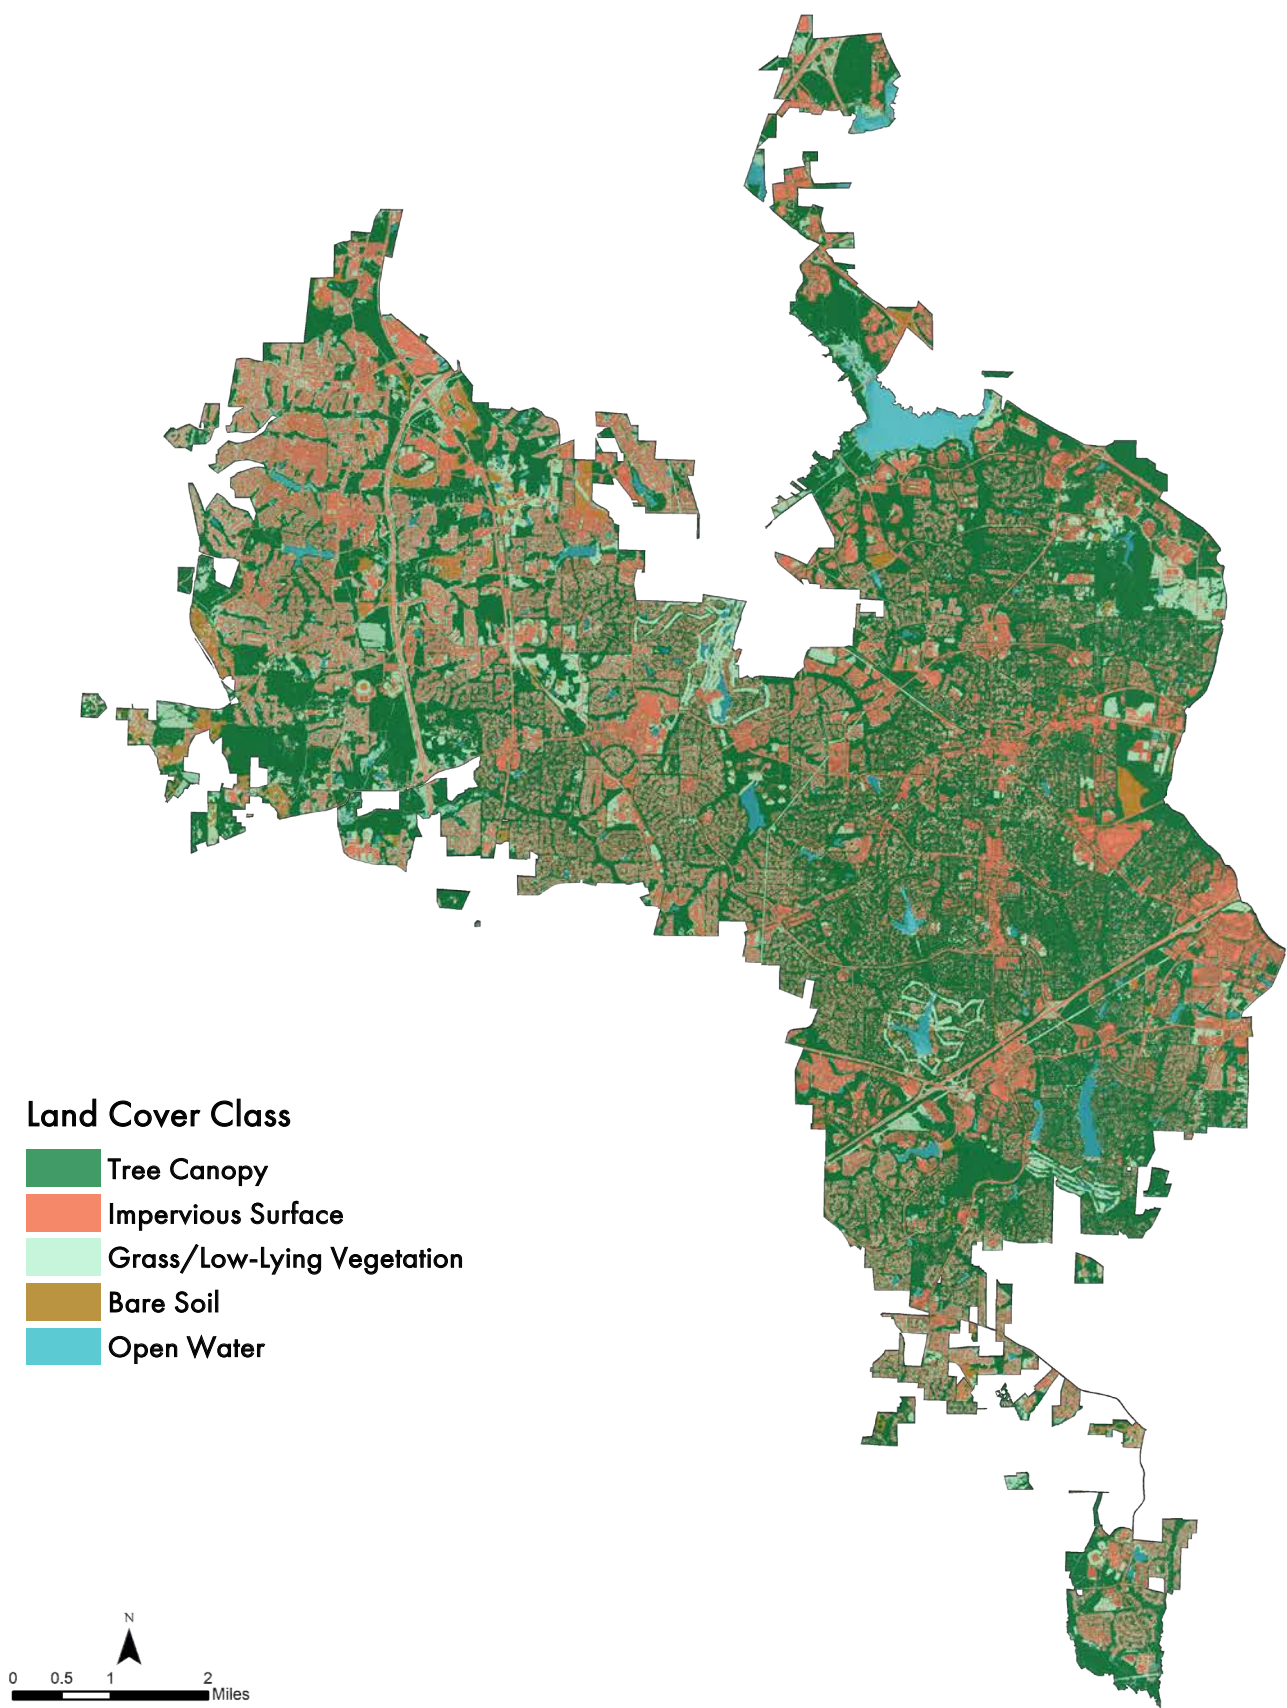 Land Cover Class
Tree Canopy
Impervious Surface
Grass/Low-Lying Vegetation
Bare Soil
Open Water
N
0 0.5 1 2
Miles